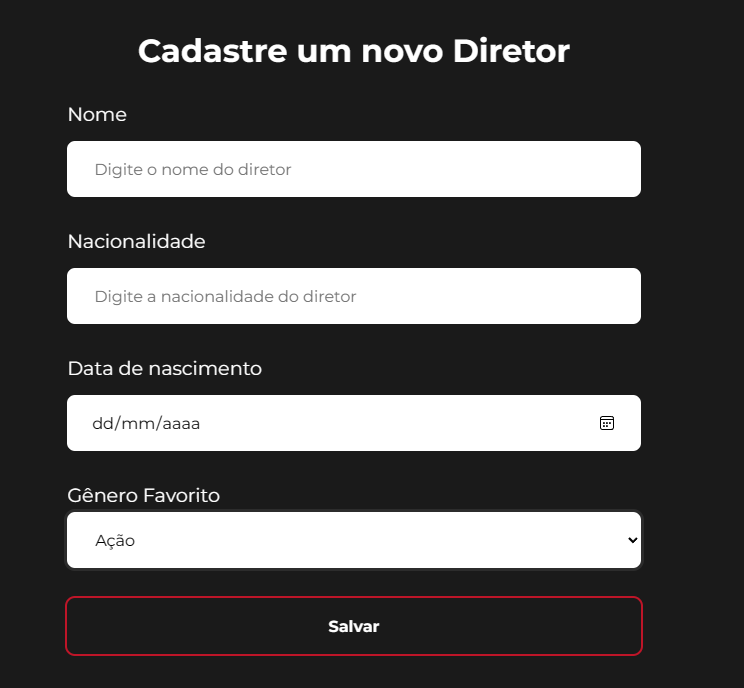 Cadastre um novo Diretor
Nome
Digite o nome do diretor
Nacionalidade
Digite a nacionalidade do diretor
Data de nascimento
dd/mm/aaaa
Gênero Favorito
Ação
Salvar